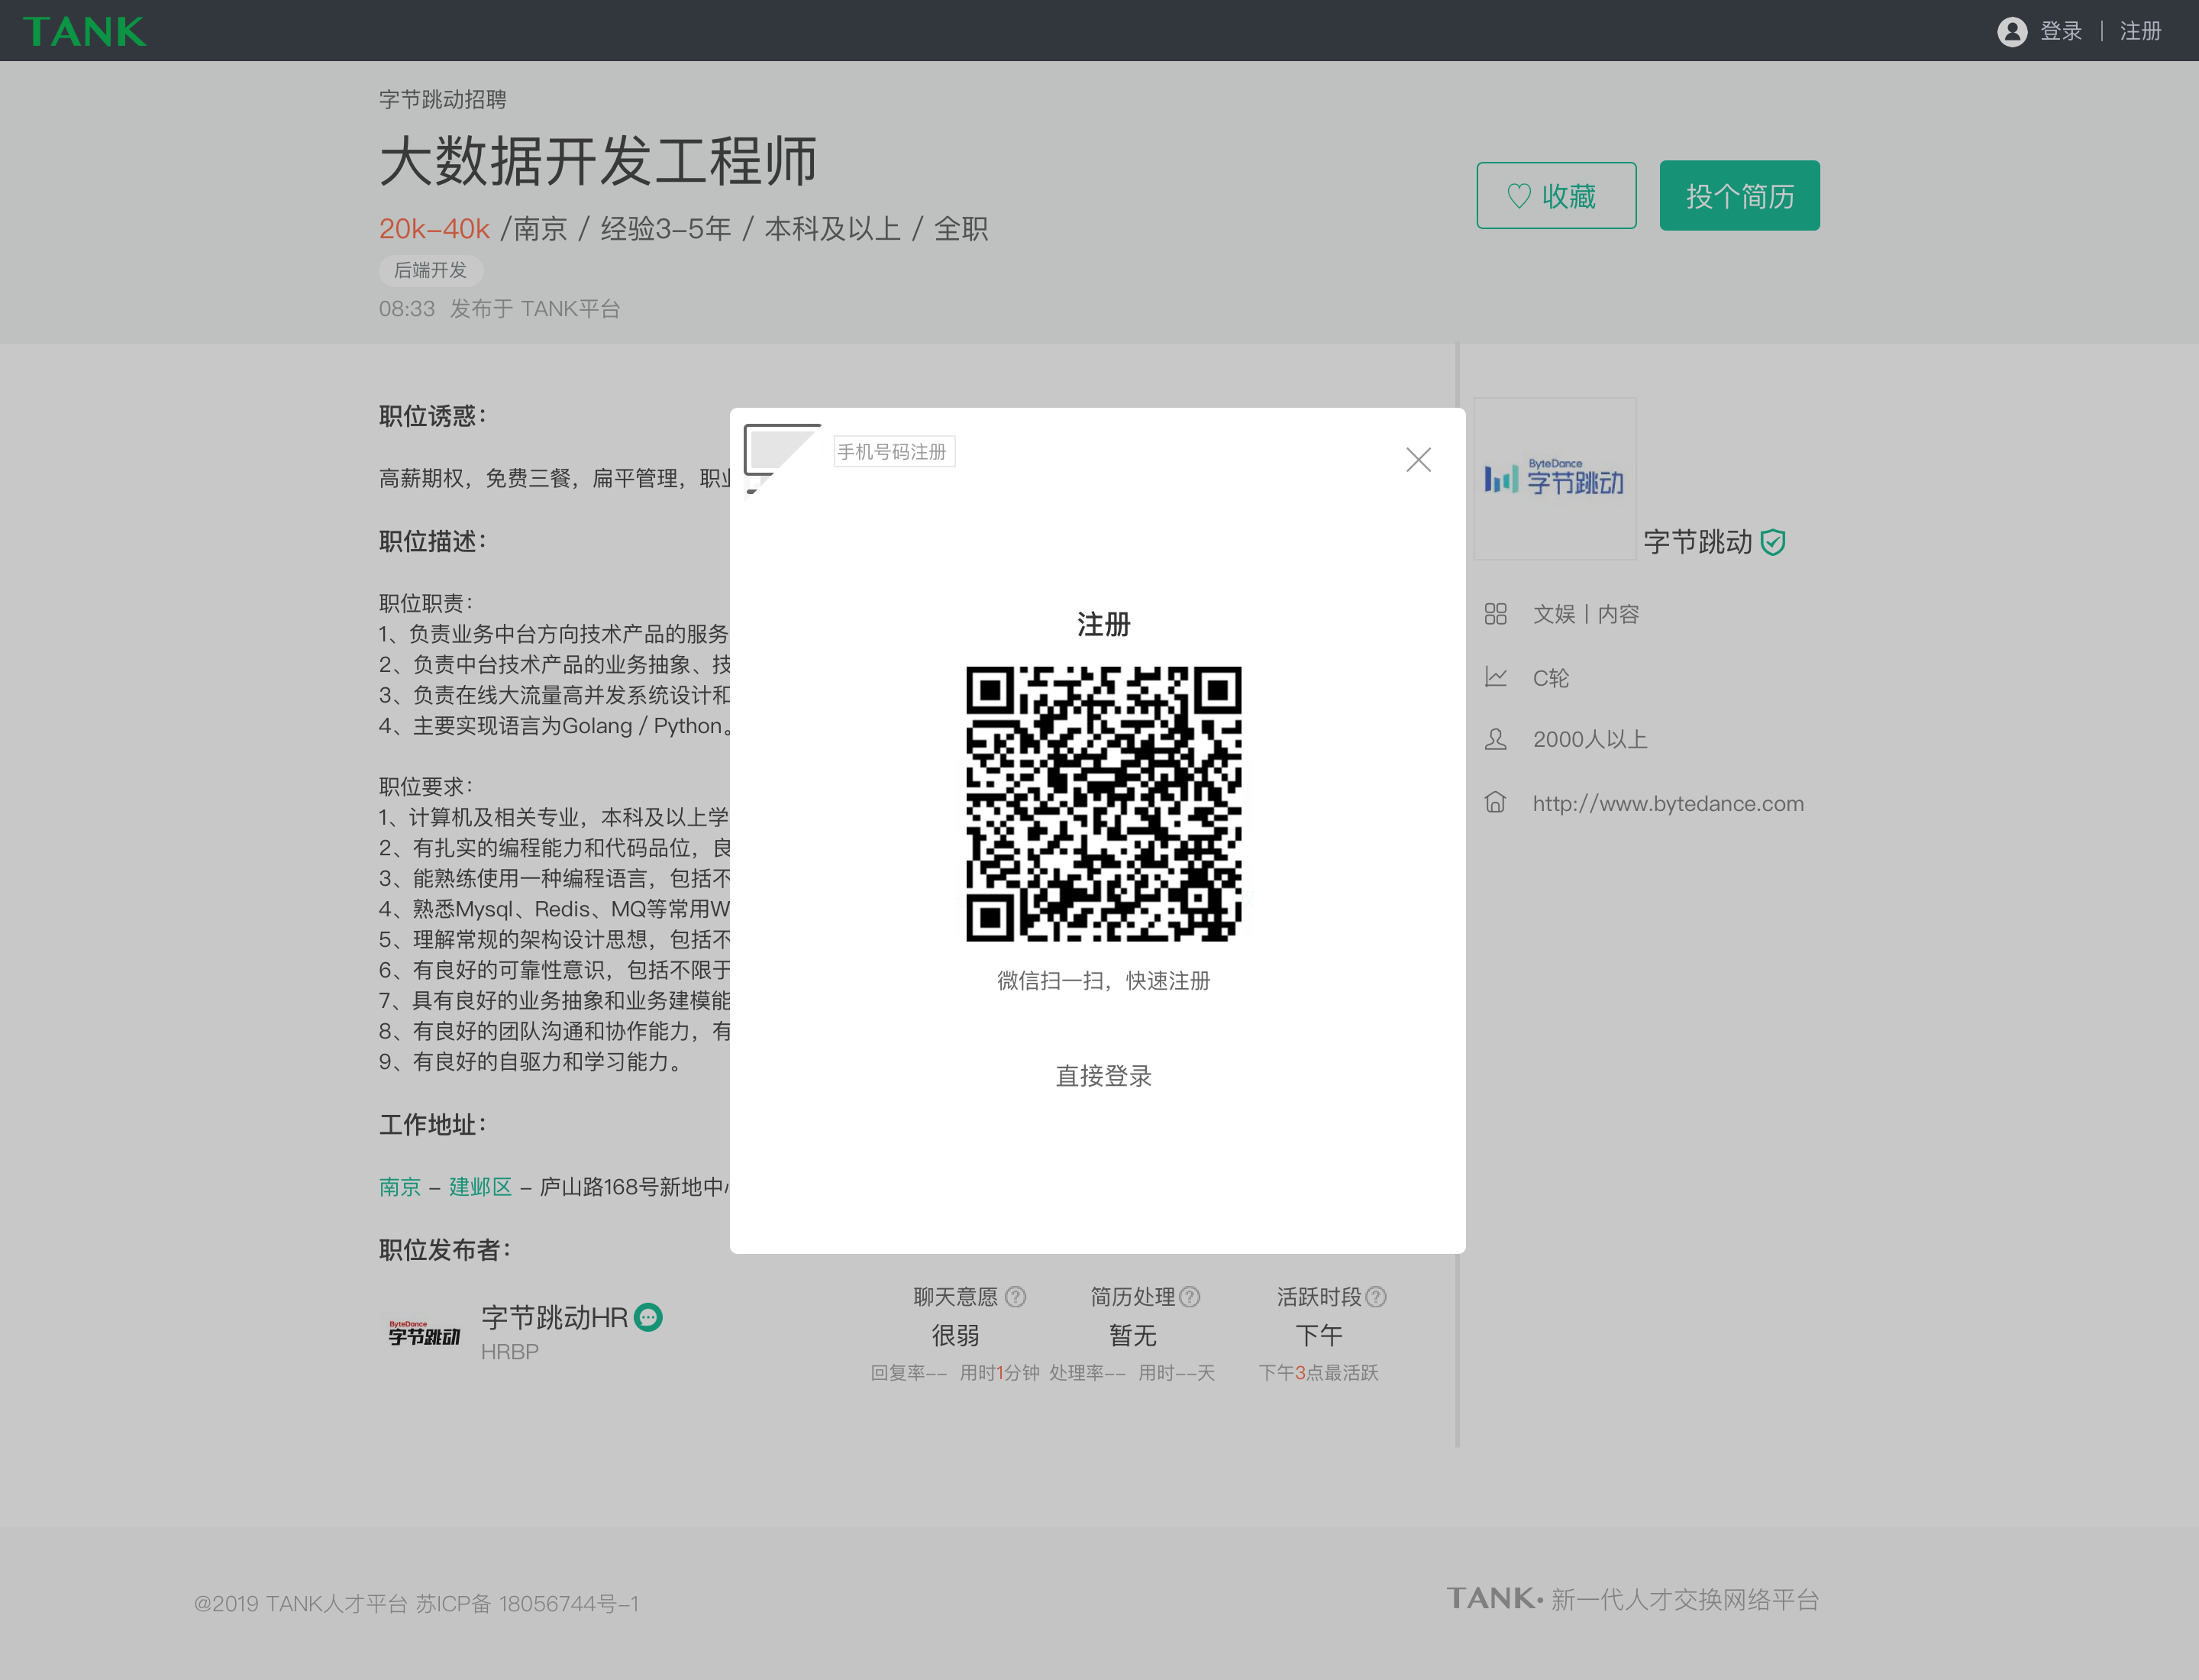 TANK
登录 | 注册
字节跳动招聘
大数据开发工程师
20k-40k /南京 / 经验3-5年 / 本科及以上 / 全职
收藏
投个简历
后端开发
08:33 发布于 TANK平台
职位诱惑：
高薪期权，免费三餐，扁平管理，职业
职位描述：
职位职责：
1、负责业务中台方向技术产品的服务
2、负责中台技术产品的业务抽象、技
3、负责在线大流量高并发系统设计和
4、主要实现语言为Golang / Python。
职位要求：
1、计算机及相关专业，本科及以上学
2、有扎实的编程能力和代码品位，良
3、能熟练使用一种编程语言，包括不
4、熟悉Mysql、Redis、MQ等常用W
5、理解常规的架构设计思想，包括不
6、有良好的可靠性意识，包括不限于
7、具有良好的业务抽象和业务建模能
8、有良好的团队沟通和协作能力，有
9、有良好的自驱力和学习能力。
工作地址：
南京 - 建邺区 - 庐山路168号新地中心
职位发布者：
ByteDance
字节跳动
字节跳动HR
HRBP
聊天意愿
很弱
回复率-- 用时1分钟
简历处理
暂无
处理率-- 用时--天
活跃时段
下午
下午3点最活跃
手机号码注册
注册
微信扫一扫，快速注册
直接登录
ByteDance
字节跳动
字节跳动
文娱丨内容
C轮
2000人以上
http://www.bytedance.com
@2019 TANK人才平台 苏ICP备 18056744号-1
TANK· 新一代人才交换网络平台